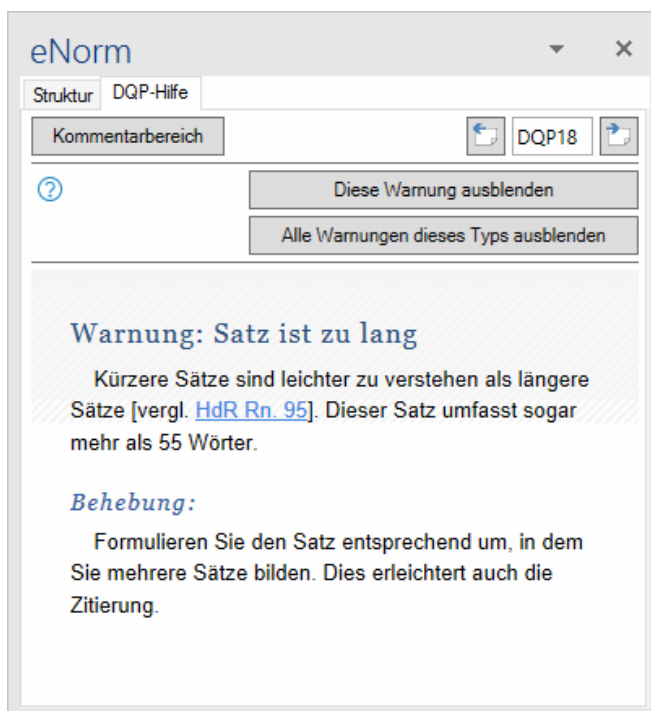 eNorm
Struktur DQP-Hilfe
Kommentarbereich DQP18
Diese Warnung ausblenden
Alle Warnungen dieses Typs ausblenden
Warnung: Satz ist zu lang
Kürzere Sätze sind leichter zu verstehen als längere
Sätze [vergl. HdR Rn. 95]. Dieser Satz umfasst sogar
mehr als 55 Wörter.
Behebung:
Formulieren Sie den Satz entsprechend um, in dem
Sie mehrere Sätze bilden. Dies erleichtert auch die
Zitierung.